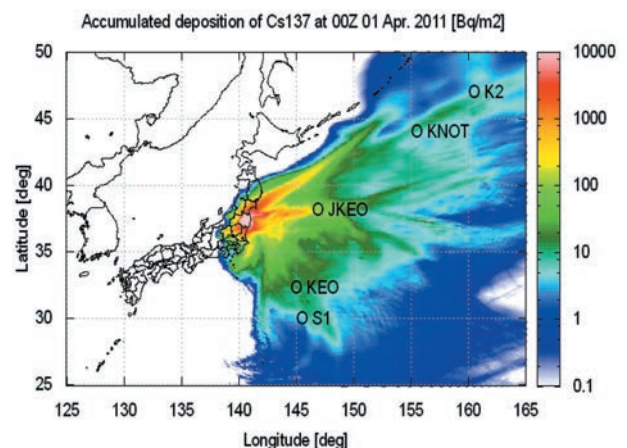 Accumulated deposition of Cs137 at 00Z 01 Apr. 2011 [Bq/m2]
50
45
40
35
30
25
Latitude [deg]
O K2
O KNOT
O JKEO
O KEO
O S1
125 130 135 140 145 150 155 160 165
Longitude [deg]
10000
1000
100
10
1
0.1